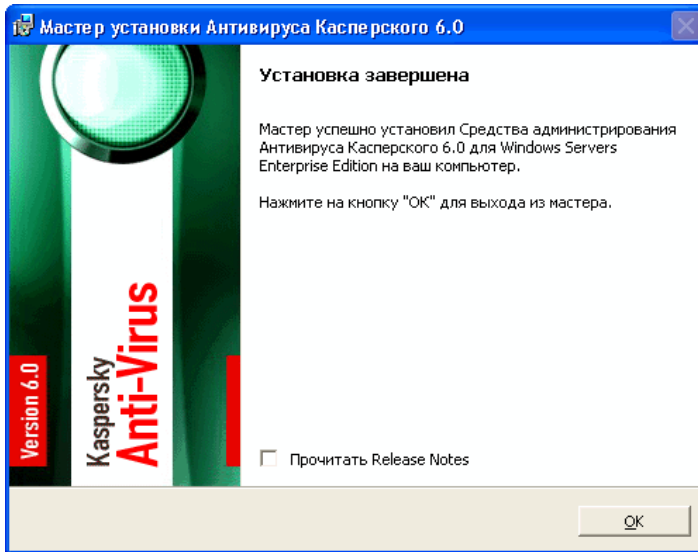 Мастер установки Антивируса Касперского 6.0
Установка завершена
Мастер успешно установил Средства администрирования
Антивируса Касперского 6.0 для Windows Servers
Enterprise Edition на ваш компьютер.
Нажмите на кнопку "ОК" для выхода из мастера.
Version 6.0
Kaspersky
Anti-Virus
Прочитать Release Notes
OK